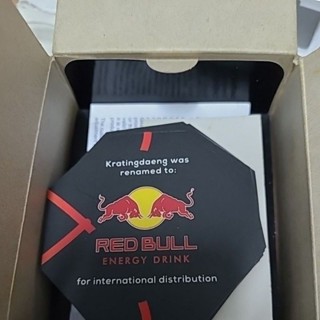 Kratingdaeng was
renamed to:
RED BULL
ENERGY DRINK
for international distribution